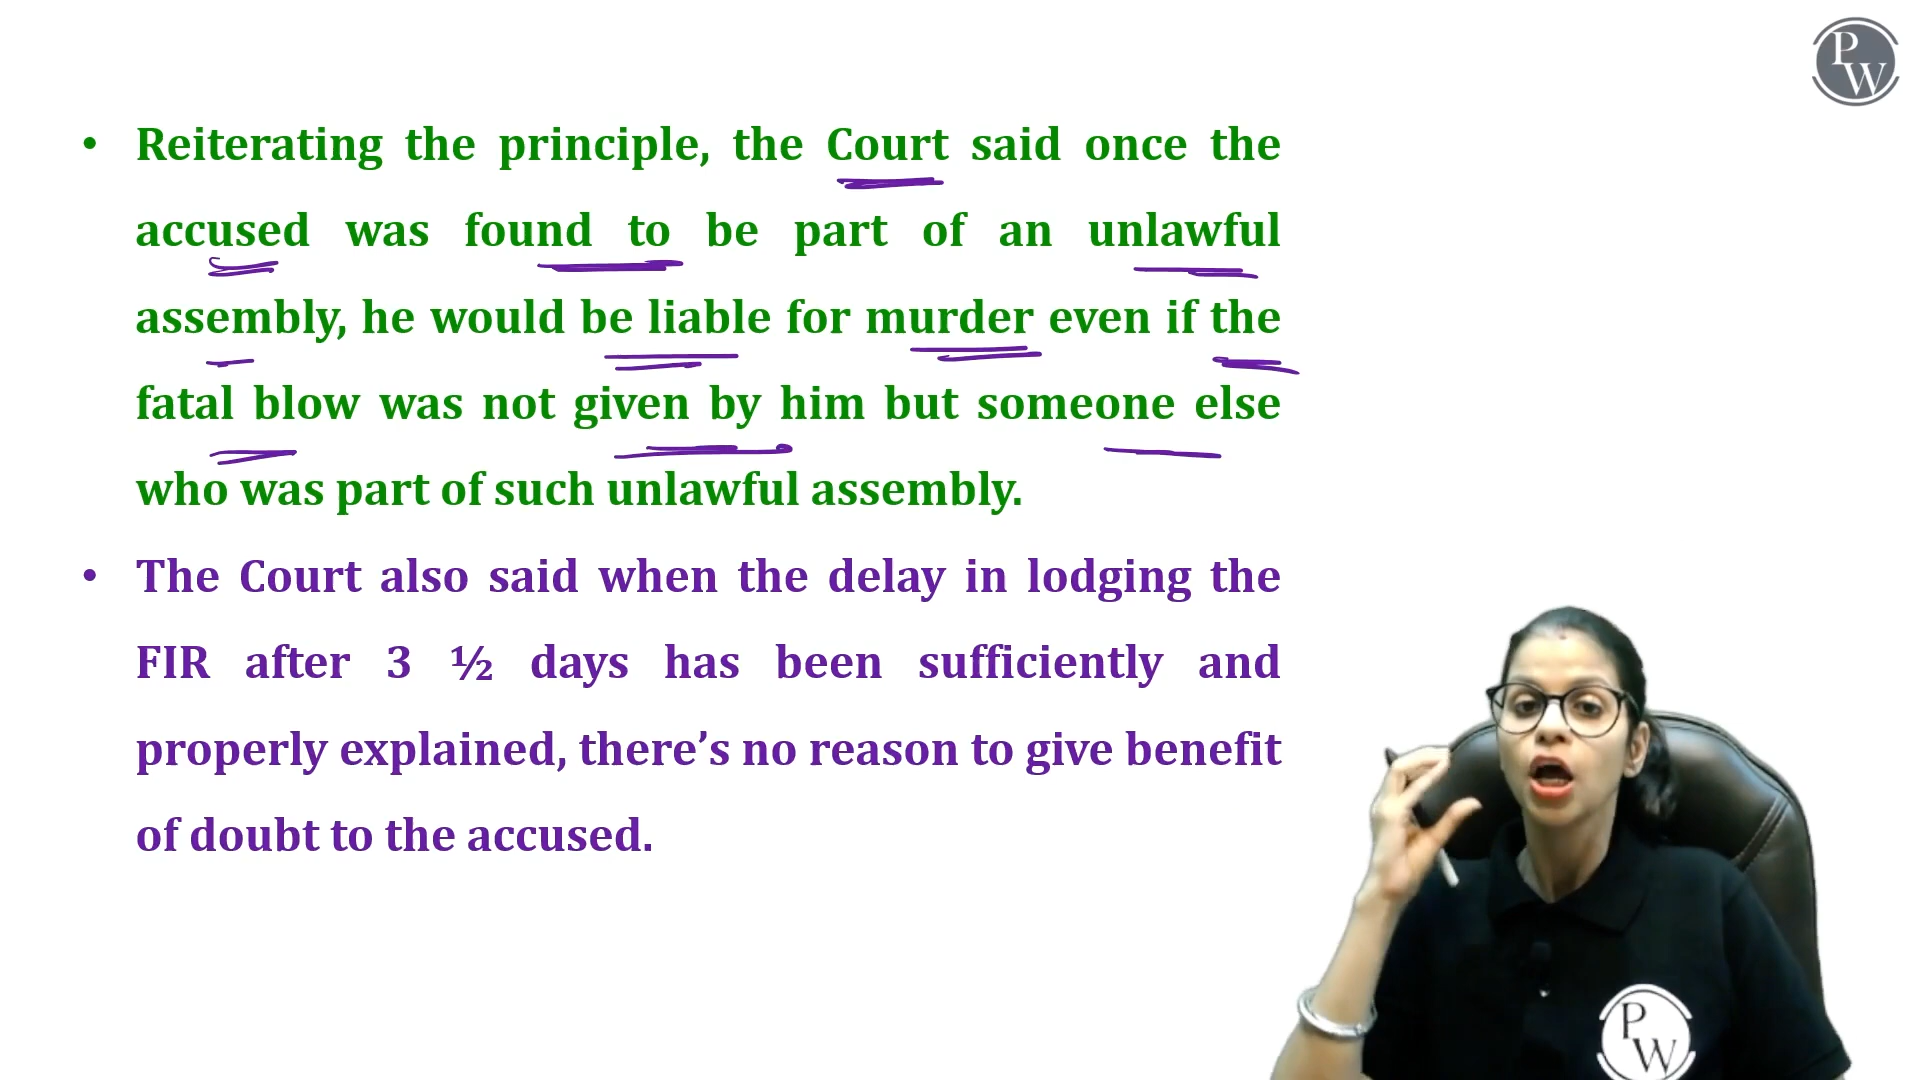 PW
• Reiterating the principle, the Court said once the
accused was found to be part of an unlawful
assembly, he would be liable for murder even if the
fatal blow was not given by him but someone else
who was part of such unlawful assembly.
• The Court also said when the delay in lodging the
FIR after 3 ½ days has been sufficiently and
properly explained, there’s no reason to give benefit
of doubt to the accused.
PW